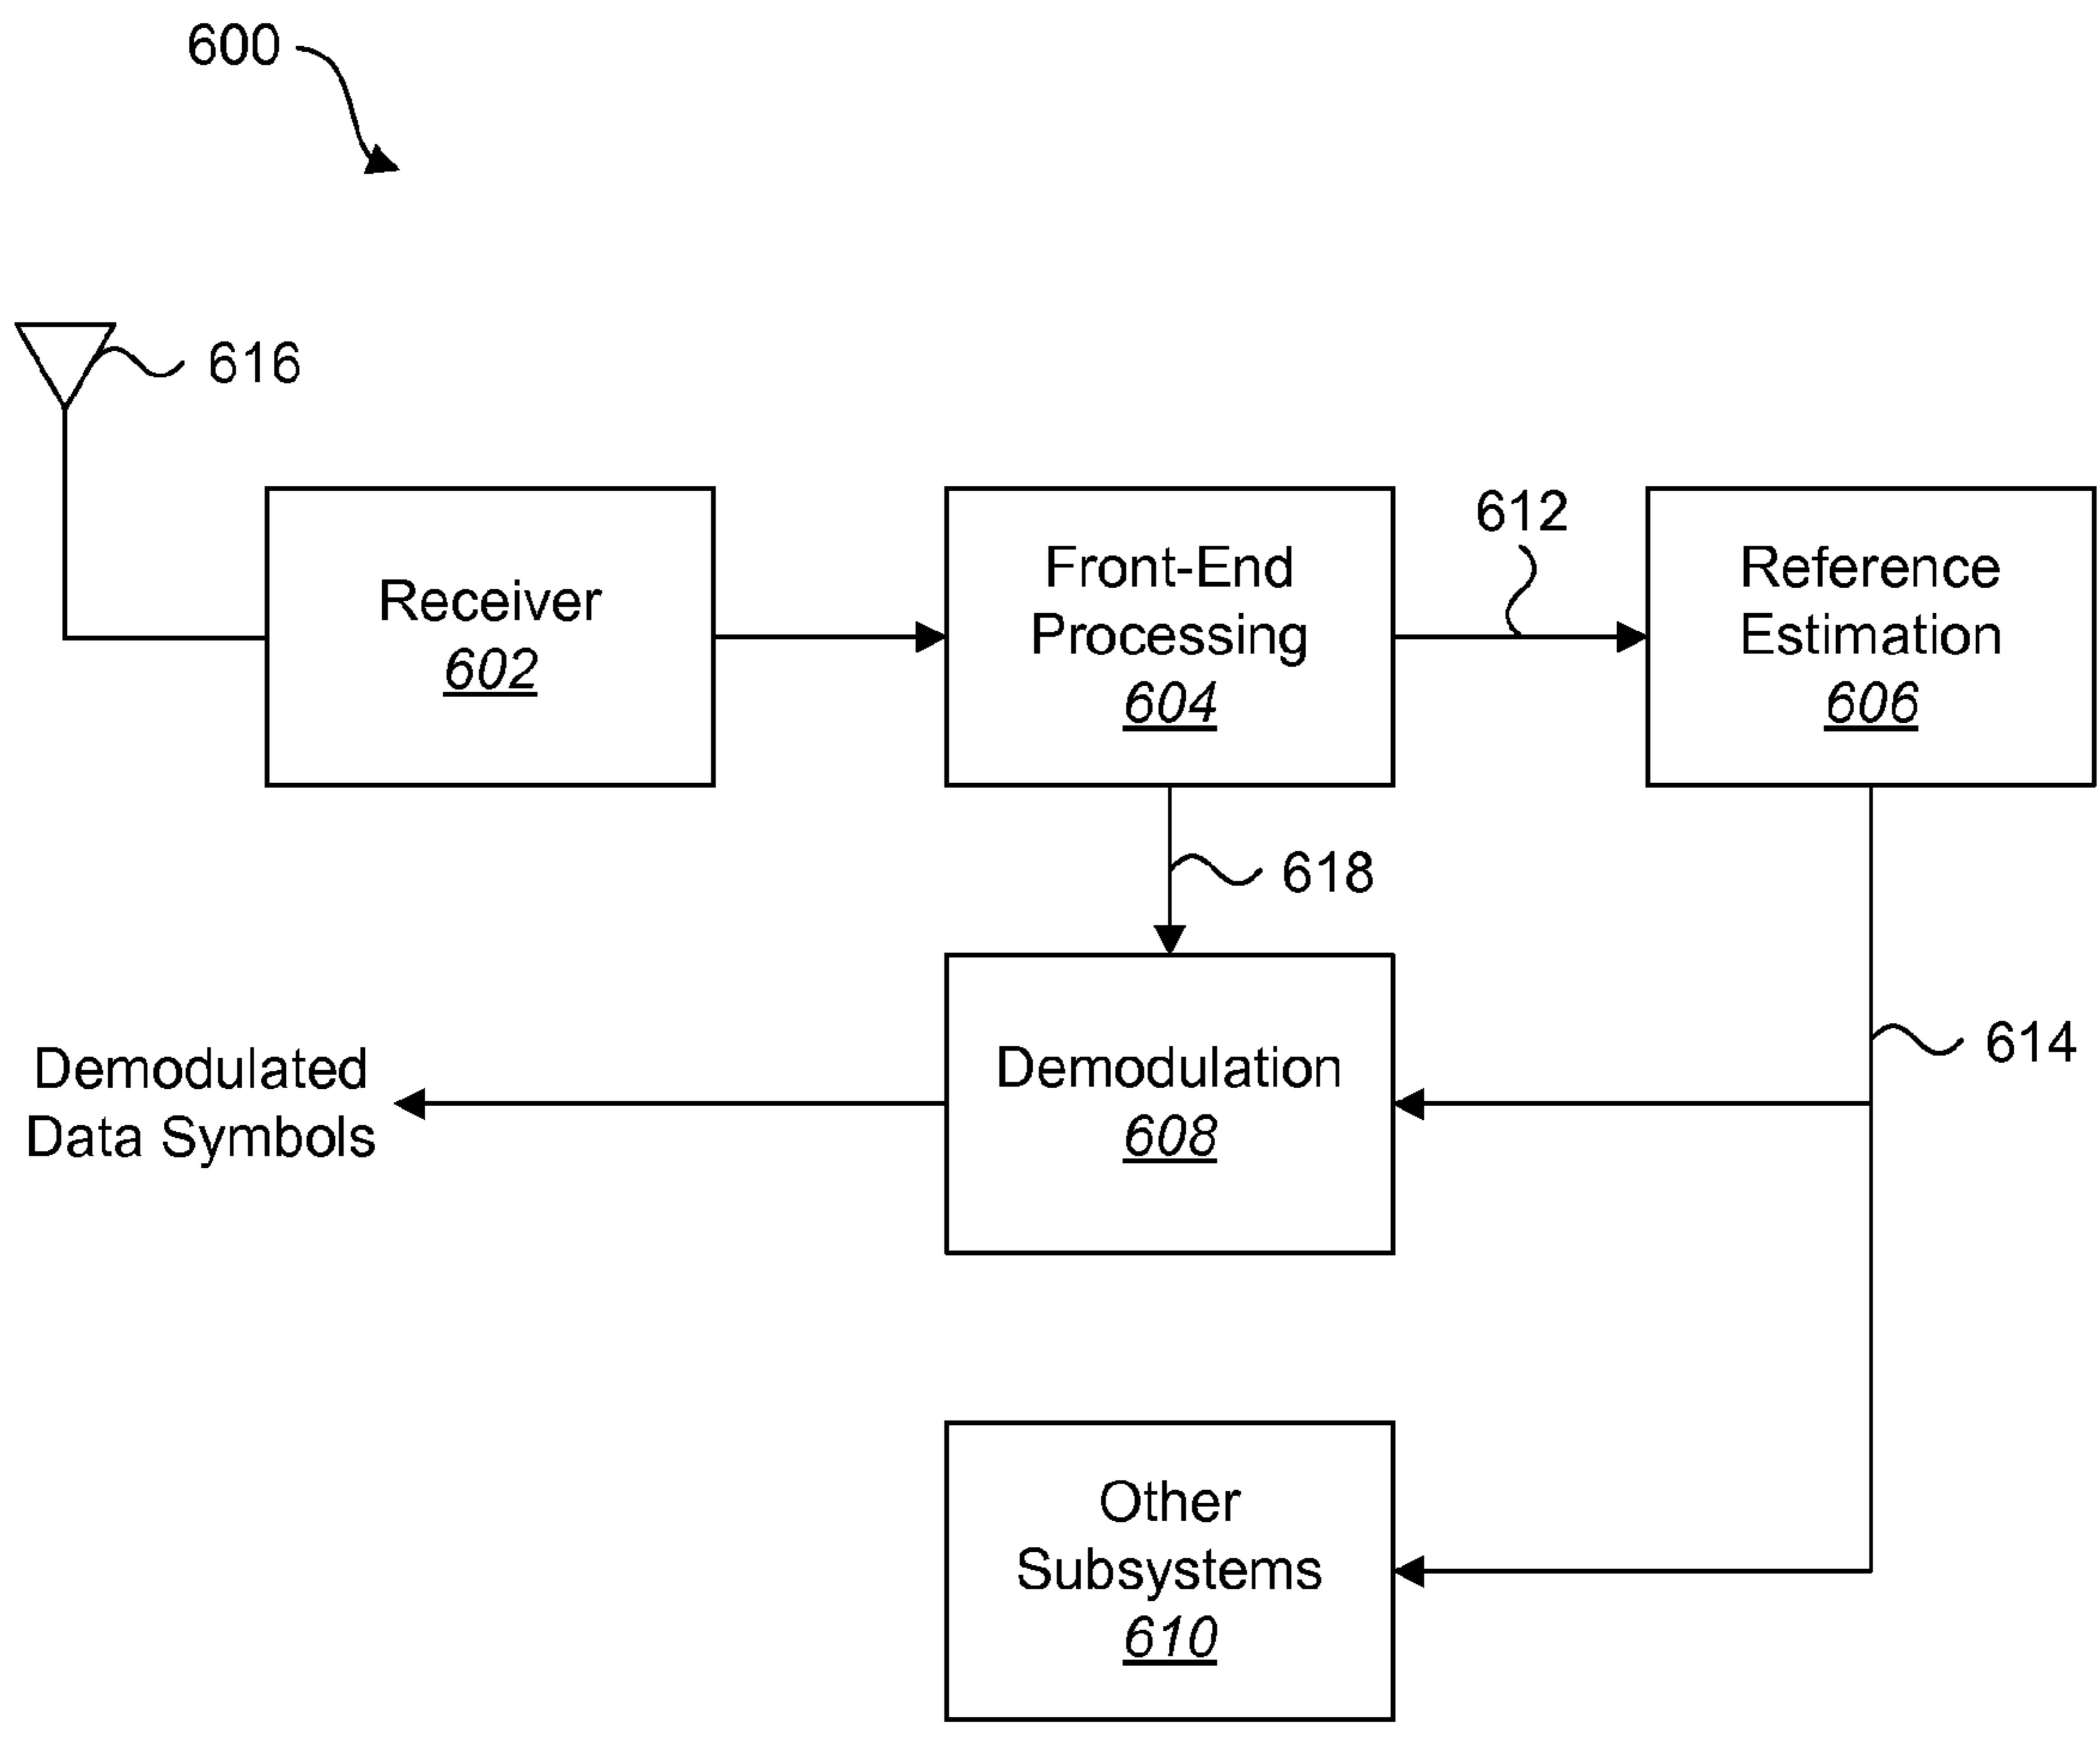 600
616
Receiver
602
Front-End
Processing
604
612
Reference
Estimation
606
618
614
Demodulated
Data Symbols
Demodulation
608
Other
Subsystems
610